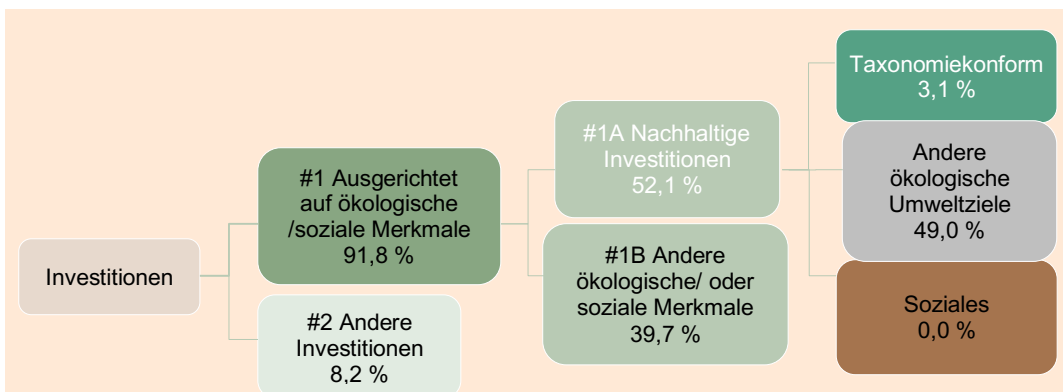 Investitionen
#1 Ausgerichtet
auf ökologische
/soziale Merkmale
91,8 %
#2 Andere
Investitionen
8,2 %
#1A Nachhaltige
Investitionen
52,1 %
#1B Andere
ökologische/ oder
soziale Merkmale
39,7 %
Taxonomiekonform
3,1 %
Andere
ökologische
Umweltziele
49,0 %
Soziales
0,0 %